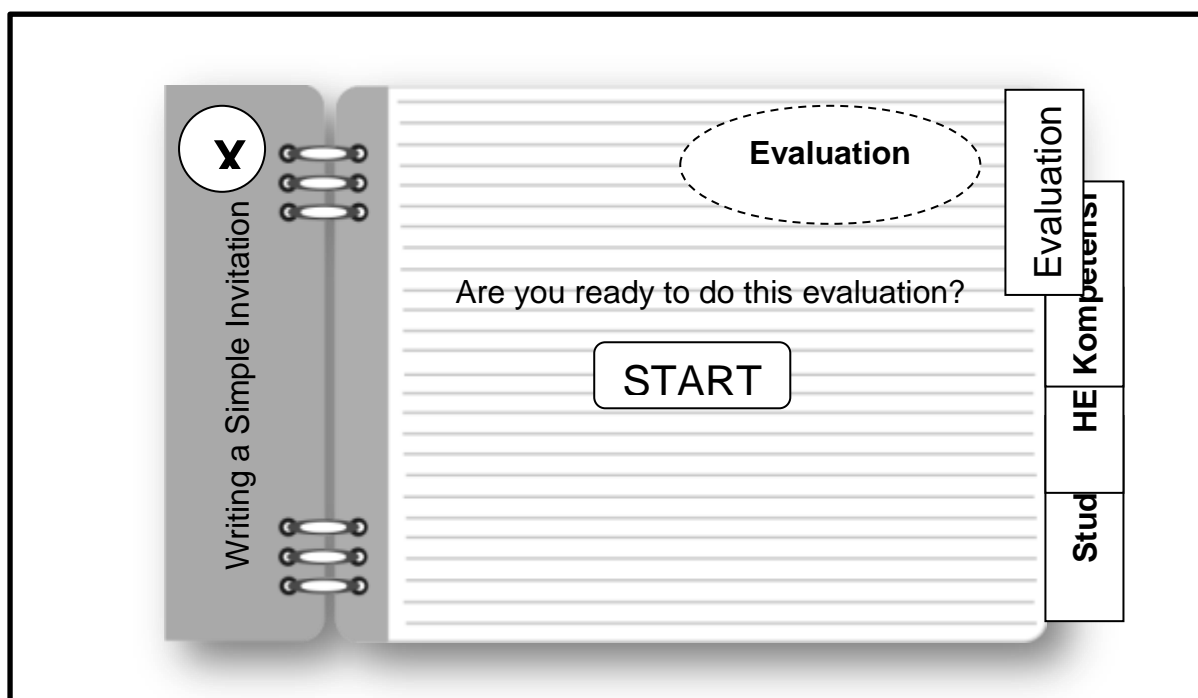 X
Writing a Simple Invitation
Evaluation
Are you ready to do this evaluation?
START
Evaluation
Kompetensi
HE
Stud